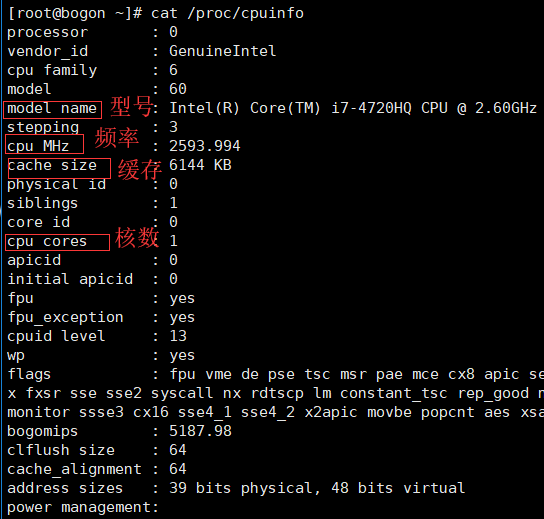 [root@bogon ~]# cat /proc/cpuinfo
processor : 0
vendor_id : GenuineIntel
cpu family : 6
model : 60
model name 型号 : Intel(R) Core(TM) i7-4720HQ CPU @ 2.60GHz
stepping : 3
cpu MHz 频率 : 2593.994
cache size 缓存 : 6144 KB
physical id : 0
siblings : 1
core id : 0
cpu cores 核数 : 1
apicid : 0
initial apicid : 0
fpu : yes
fpu_exception : yes
cpuid level : 13
wp : yes
flags : fpu vme de pse tsc msr pae mce cx8 apic se
x fxsr sse sse2 syscall nx rdtscp lm constant_tsc rep_good n
monitor ssse3 cx16 sse4_1 sse4_2 x2apic movbe popcnt aes xsa
bogomips : 5187.98
clflush size : 64
cache_alignment : 64
address sizes : 39 bits physical, 48 bits virtual
power management: